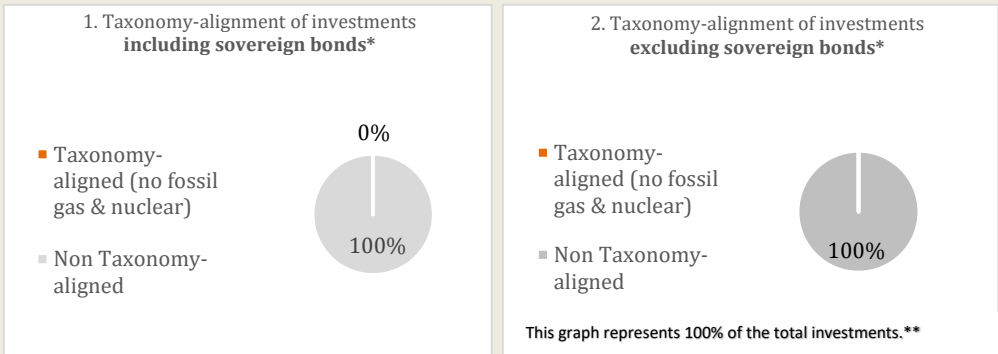 1. Taxonomy-alignment of investments
including sovereign bonds*
Taxonomy-
aligned (no fossil
gas & nuclear)
Non Taxonomy-
aligned
0%
100%
2. Taxonomy-alignment of investments
excluding sovereign bonds*
Taxonomy-
aligned (no fossil
gas & nuclear)
Non Taxonomy-
aligned
100%
This graph represents 100% of the total investments.**